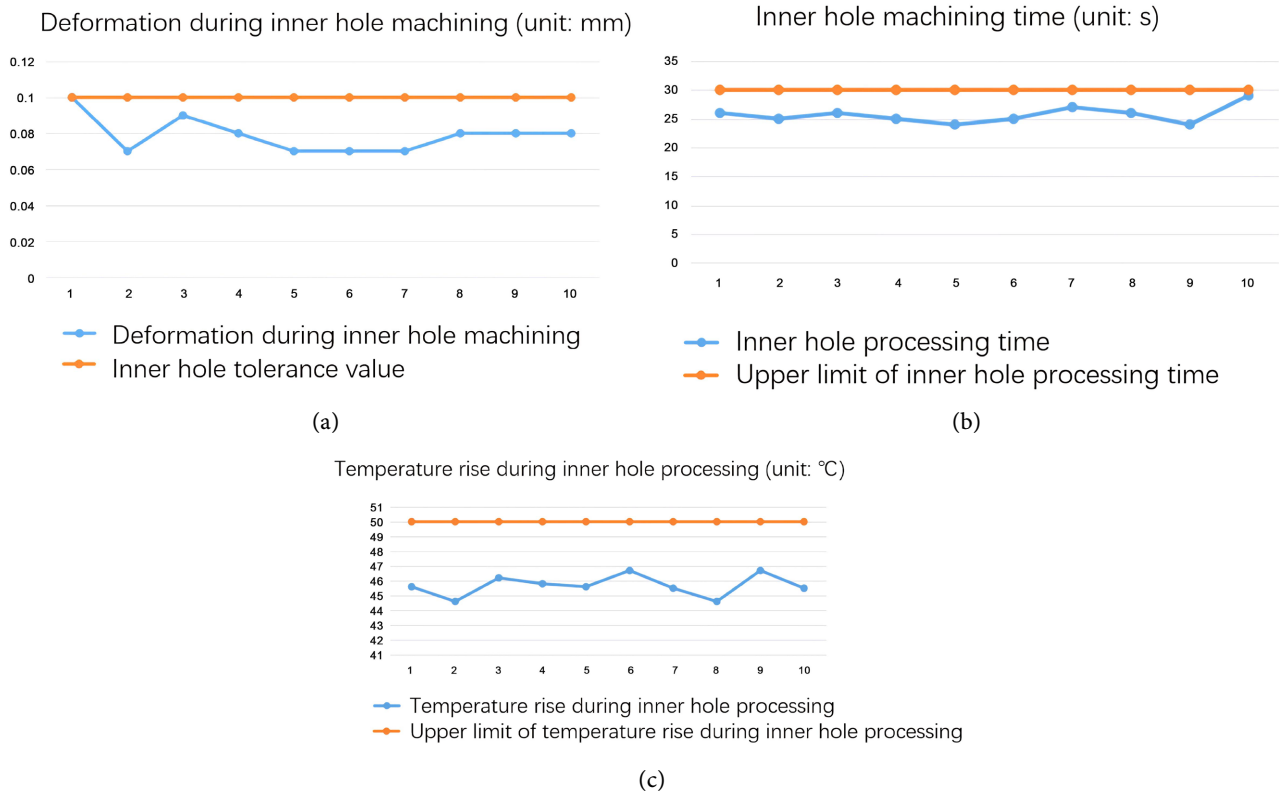 Deformation during inner hole machining (unit: mm)
0.12
0.1
0.08
0.06
0.04
0.02
0
1 2 3 4 5 6 7 8 9 10
Deformation during inner hole machining
Inner hole tolerance value
(a)
Inner hole machining time (unit: s)
35
30
25
20
15
10
5
0
1 2 3 4 5 6 7 8 9 10
Inner hole processing time
Upper limit of inner hole processing time
(b)
Temperature rise during inner hole processing (unit: ℃)
51
50
49
48
47
46
45
44
43
42
41
1 2 3 4 5 6 7 8 9 10
Temperature rise during inner hole processing
Upper limit of temperature rise during inner hole processing
(c)